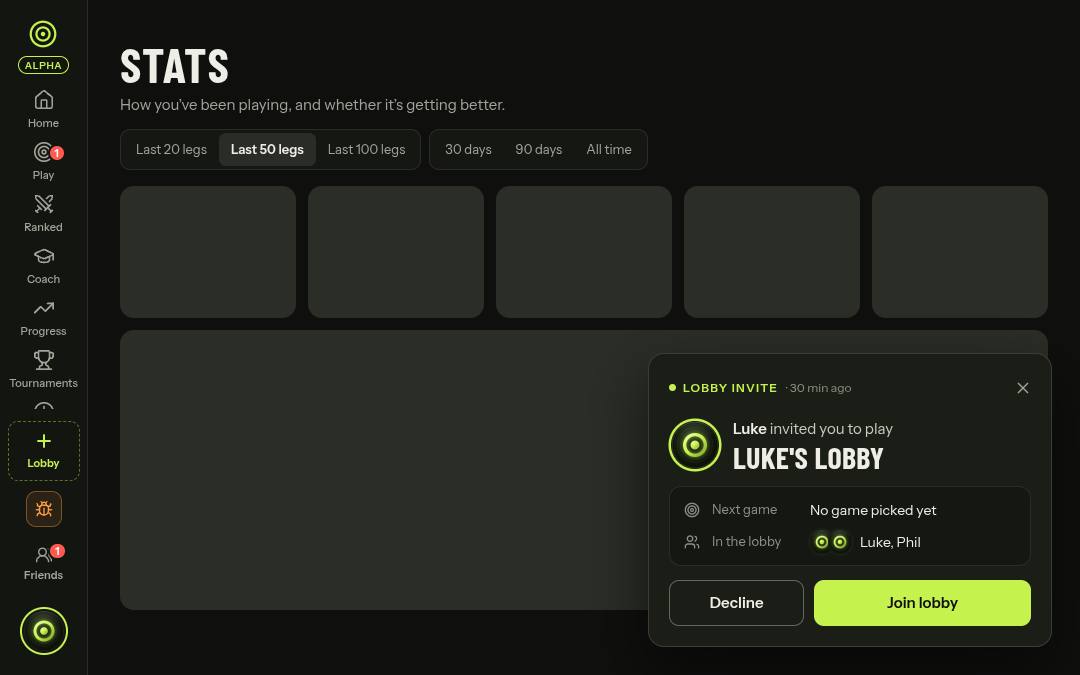 ALPHA
Home
1
Play
Ranked
Coach
Progress
Tournaments
Lobby
1
Friends
STATS
How you've been playing, and whether it's getting better.
Last 20 legs Last 50 legs Last 100 legs 30 days 90 days All time
LOBBY INVITE · 30 min ago
Luke invited you to play
LUKE'S LOBBY
Next game No game picked yet
In the lobby Luke, Phil
Decline Join lobby